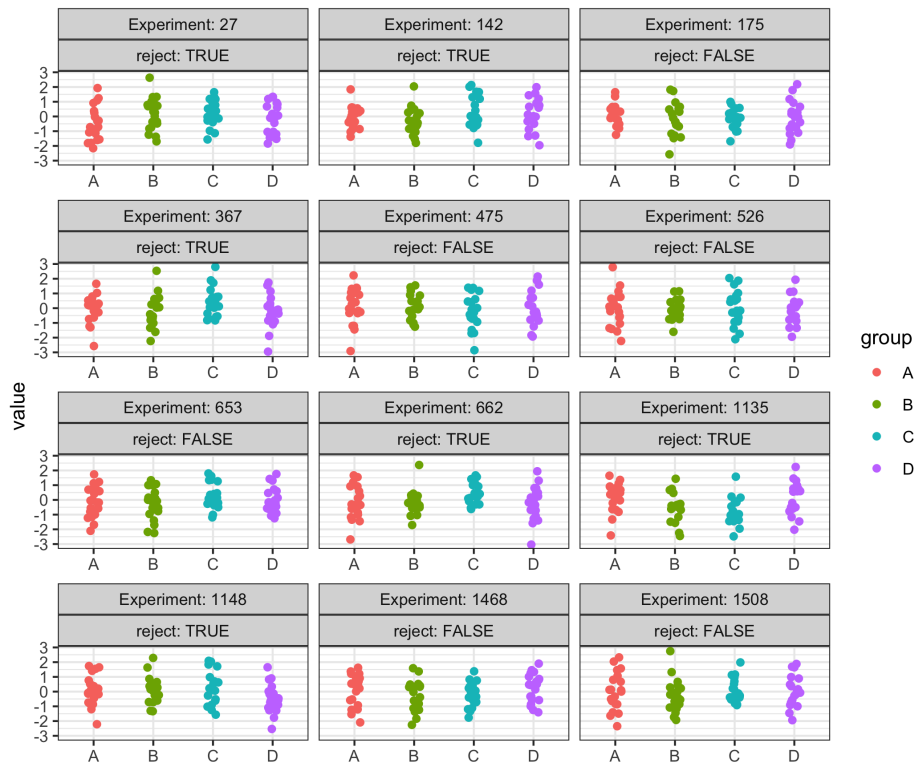 Experiment: 27 Experiment: 142 Experiment: 175
reject: TRUE reject: TRUE reject: FALSE
3
2
1
0
-1
-2
-3
A B C D A B C D A B C D
Experiment: 367 Experiment: 475 Experiment: 526
reject: TRUE reject: FALSE reject: FALSE
3
2
1
0
-1
-2
-3
A B C D A B C D A B C D
value
Experiment: 653 Experiment: 662 Experiment: 1135
reject: FALSE reject: TRUE reject: TRUE
3
2
1
0
-1
-2
-3
A B C D A B C D A B C D
Experiment: 1148 Experiment: 1468 Experiment: 1508
reject: TRUE reject: FALSE reject: FALSE
3
2
1
0
-1
-2
-3
A B C D A B C D A B C D
group
A
B
C
D